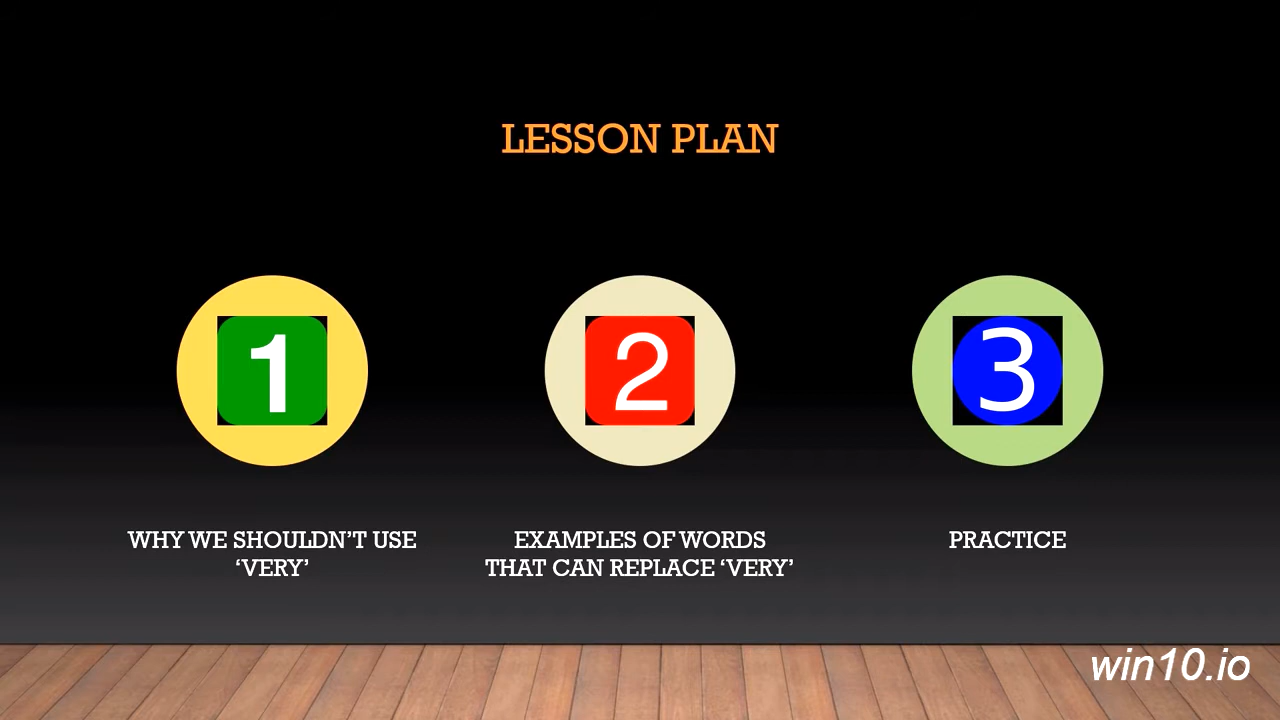 LESSON PLAN
1
2
3
WHY WE SHOULDN'T USE
‘VERY’
EXAMPLES OF WORDS
THAT CAN REPLACE ‘VERY’
PRACTICE
win10.io